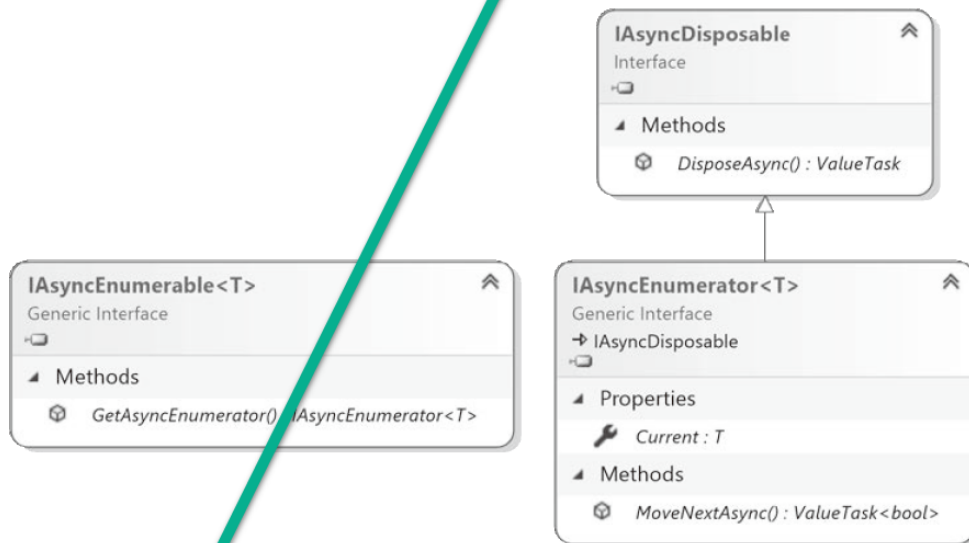 IAsyncDisposable
Interface
Methods
DisposeAsync() : ValueTask
IAsyncEnumerable<T>
Generic Interface
Methods
GetAsyncEnumerator() IAsyncEnumerator<T>
IAsyncEnumerator<T>
Generic Interface
IAsyncDisposable
Properties
Current : T
Methods
MoveNextAsync() : ValueTask<bool>